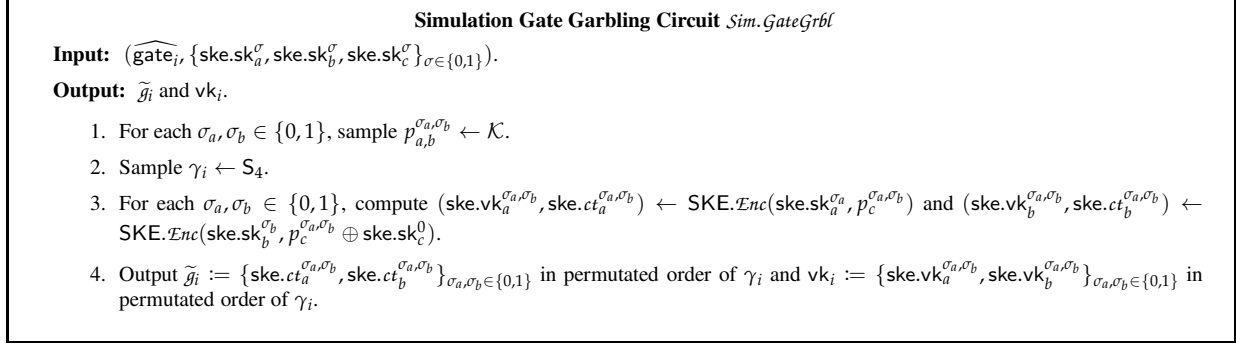 Simulation Gate Garbling Circuit Sim.GateGrbl
Input: (\widehat{gate_i}, {ske.sk_a^σ, ske.sk_b^σ, ske.sk_c^σ}_{σ∈{0,1}}).
Output: \widetilde{g}_i and vk_i.
1. For each σ_a, σ_b ∈ {0, 1}, sample p_{a,b}^{σ_a,σ_b} ← 𝒦.
2. Sample γ_i ← S_4.
3. For each σ_a, σ_b ∈ {0, 1}, compute (ske.vk_a^{σ_a,σ_b}, ske.ct_a^{σ_a,σ_b}) ← SKE.Enc(ske.sk_a^{σ_a}, p_c^{σ_a,σ_b}) and (ske.vk_b^{σ_a,σ_b}, ske.ct_b^{σ_a,σ_b}) ←
SKE.Enc(ske.sk_b^{σ_b}, p_c^{σ_a,σ_b} ⊕ ske.sk_c^0).
4. Output \widetilde{g}_i := {ske.ct_a^{σ_a,σ_b}, ske.ct_b^{σ_a,σ_b}}_{σ_a,σ_b∈{0,1}} in permutated order of γ_i and vk_i := {ske.vk_a^{σ_a,σ_b}, ske.vk_b^{σ_a,σ_b}}_{σ_a,σ_b∈{0,1}} in
permutated order of γ_i.